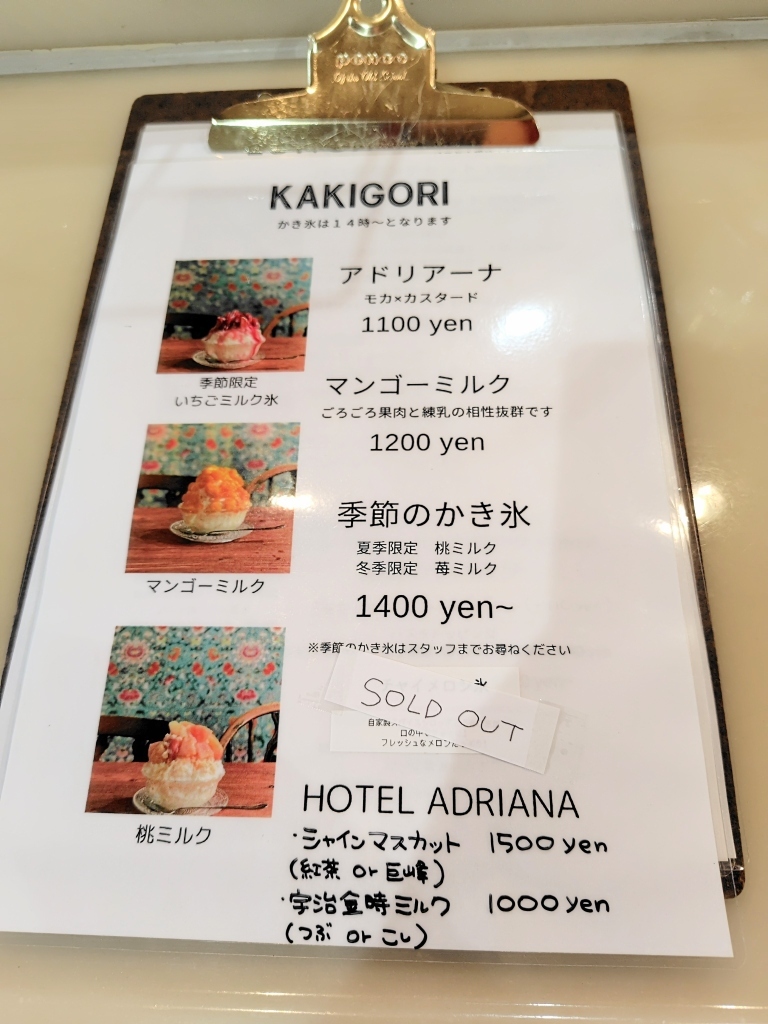 KAKIGORI
かき氷は１４時～となります
アドリアーナ
モカ×カスタード
1100 yen
季節限定
いちごミルク氷
マンゴーミルク
ごろごろ果肉と練乳の相性抜群です
1200 yen
マンゴーミルク
季節のかき氷
夏季限定　桃ミルク
冬季限定　苺ミルク
1400 yen~
※季節のかき氷はスタッフまでお尋ねください
SOLD OUT
自家製
口の中
フレッシュなメロン
桃ミルク
HOTEL ADRIANA
・シャインマスカット 1500 yen
(紅茶 or 巨峰)
・宇治金時ミルク 1000 yen
(つぶ or こし)